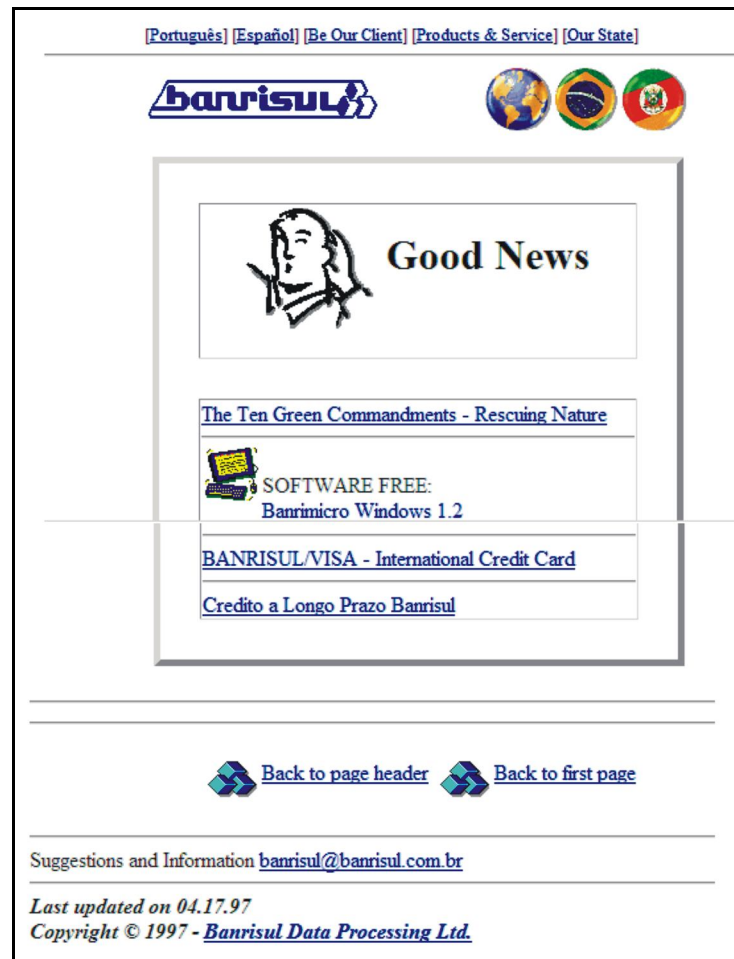 [Português] [Español] [Be Our Client] [Products & Service] [Our State]
banrisul
Good News
The Ten Green Commandments - Rescuing Nature
SOFTWARE FREE:
Banrimicro Windows 1.2
BANRISUL/VISA - International Credit Card
Credito a Longo Prazo Banrisul
Back to page header Back to first page
Suggestions and Information banrisul@banrisul.com.br
Last updated on 04.17.97
Copyright © 1997 - Banrisul Data Processing Ltd.